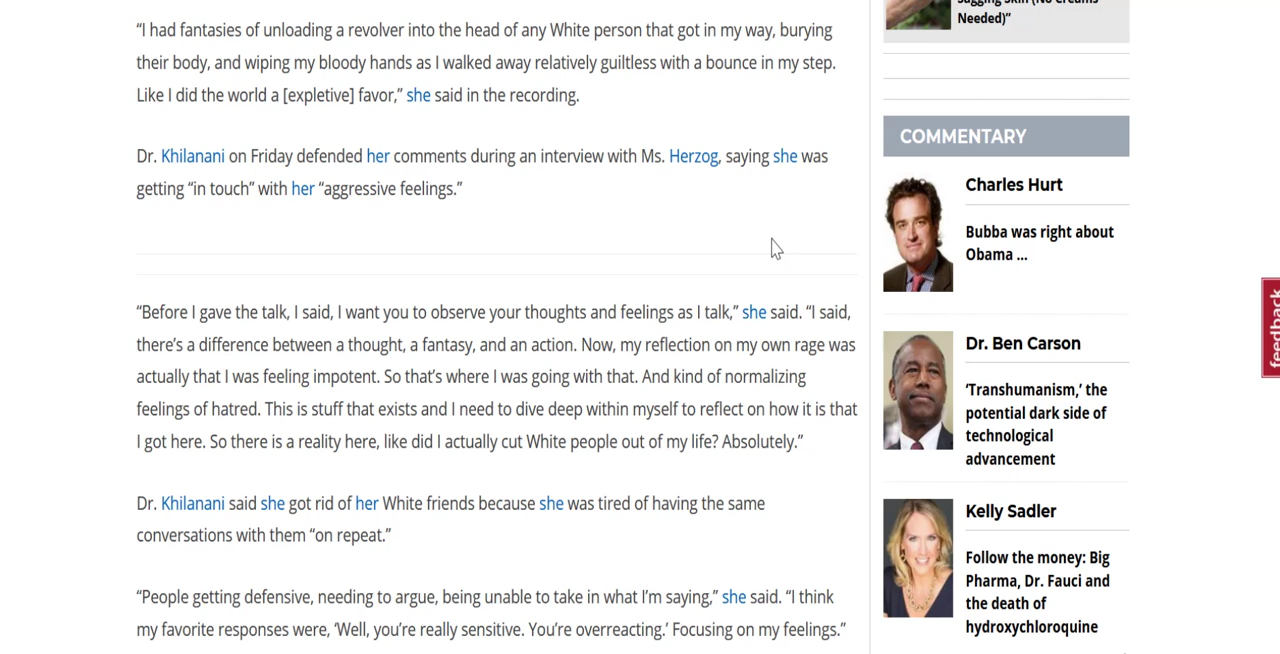 “I had fantasies of unloading a revolver into the head of any White person that got in my way, burying
their body, and wiping my bloody hands as I walked away relatively guiltless with a bounce in my step.
Like I did the world a [expletive] favor,” she said in the recording.
Dr. Khilanani on Friday defended her comments during an interview with Ms. Herzog, saying she was
getting “in touch” with her “aggressive feelings.”
“Before I gave the talk, I said, I want you to observe your thoughts and feelings as I talk,” she said. “I said,
there’s a difference between a thought, a fantasy, and an action. Now, my reflection on my own rage was
actually that I was feeling impotent. So that’s where I was going with that. And kind of normalizing
feelings of hatred. This is stuff that exists and I need to dive deep within myself to reflect on how it is that
I got here. So there is a reality here, like did I actually cut White people out of my life? Absolutely.”
Dr. Khilanani said she got rid of her White friends because she was tired of having the same
conversations with them “on repeat.”
“People getting defensive, needing to argue, being unable to take in what I’m saying,” she said. “I think
my favorite responses were, ‘Well, you’re really sensitive. You’re overreacting.’ Focusing on my feelings.”
Sagging Skin (No Creams
Needed)”
COMMENTARY
Charles Hurt
Bubba was right about
Obama ...
Dr. Ben Carson
‘Transhumanism,’ the
potential dark side of
technological
advancement
Kelly Sadler
Follow the money: Big
Pharma, Dr. Fauci and
the death of
hydroxychloroquine
feedback